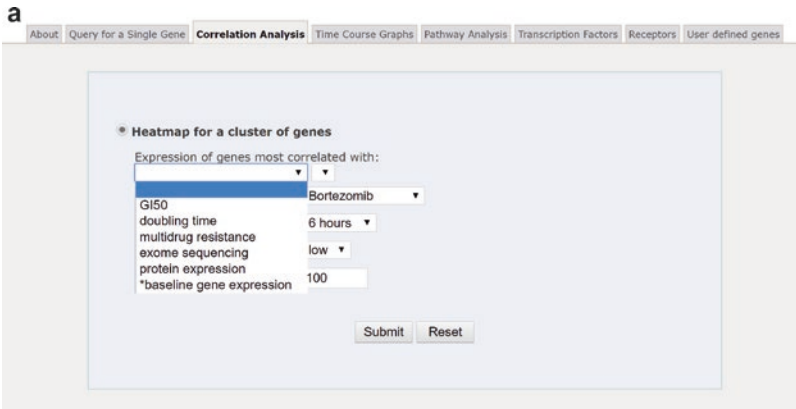 a
About Query for a Single Gene Correlation Analysis Time Course Graphs Pathway Analysis Transcription Factors Receptors User defined genes
Heatmap for a cluster of genes
Expression of genes most correlated with:
Bortezomib
GI50
doubling time
6 hours
multidrug resistance
exome sequencing
low
protein expression
100
*baseline gene expression
Submit Reset